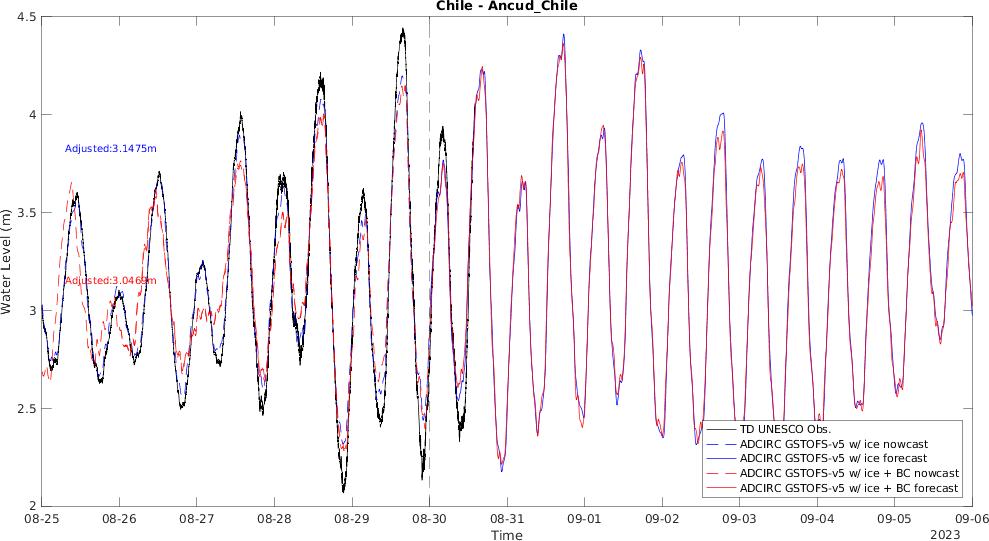 Chile - Ancud_Chile
4.5
4
3.5
3
2.5
2
Water Level (m)
Adjusted:3.1475m
Adjusted:3.0469m
TD UNESCO Obs.
ADCIRC GSTOFS-v5 w/ ice nowcast
ADCIRC GSTOFS-v5 w/ ice forecast
ADCIRC GSTOFS-v5 w/ ice + BC nowcast
ADCIRC GSTOFS-v5 w/ ice + BC forecast
08-25 08-26 08-27 08-28 08-29 08-30 08-31 09-01 09-02 09-03 09-04 09-05 09-06
Time
2023